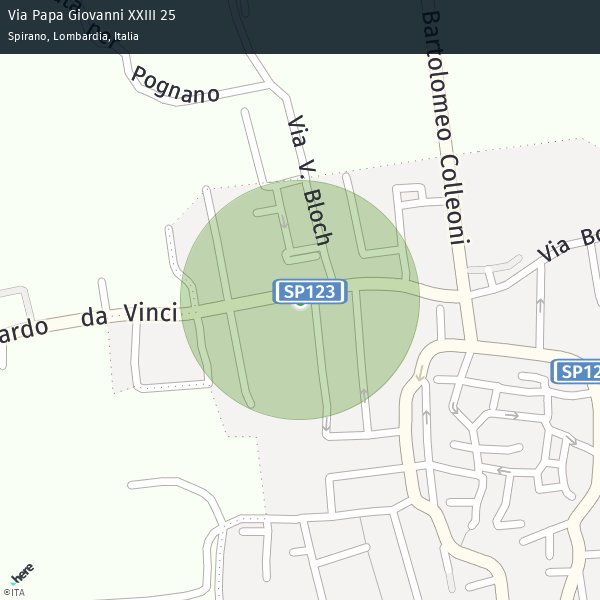 Via Papa Giovanni XXIII 25
Spirano, Lombardia, Italia
per
Pognano
Via V. Bloch
Bartolomeo Colleoni
Via Bo
SP123
ardo da Vinci
SP12
here
©ITA